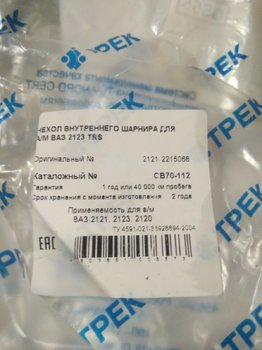 ТРЕК
ЧЕХОЛ ВНУТРЕННЕГО ШАРНИРА ДЛЯ
А/М ВАЗ 2123 TRS
Оригинальный № 2121-2215068
Каталожный № CB70-112
Гарантия 1 год или 40 000 км пробега
Срок хранения с момента изготовления 2 года
Применяемость для а/м
ВАЗ 2121, 2123, 2120
ТУ 4591-021-35926894-2004
EAC
ТРЕК
ТРЕК